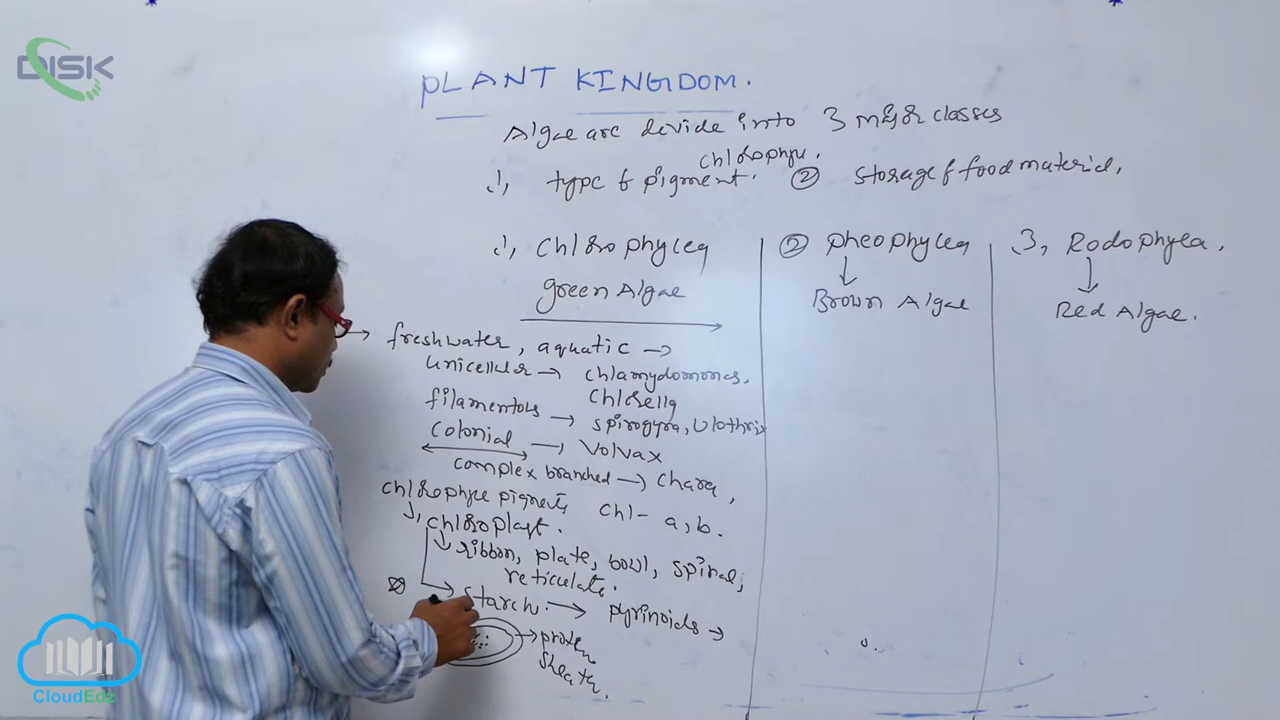 DISK
PLANT KINGDOM.
Algae are devide into 3 major classes
chlorophye.
1, type of pigment. ② storage of food material,
1, chlorophycea
green Algae
→ freshwater, aquatic →
unicellular → chlamydomonas,
chlorella
filamentous → spirogyra, Ulothrix
colonial → Volvax
complex branched → chara,
chlorophye pigments chl- a, b.
1, chloroplast.
ribbon, plate, bowl, spiral,
reticulate.
starch. → pyrinoids →
→ protein
sheath,
② pheophycea
↓
Brown Algae
3, Rodophycea,
↓
Red Algae.
CloudEdz